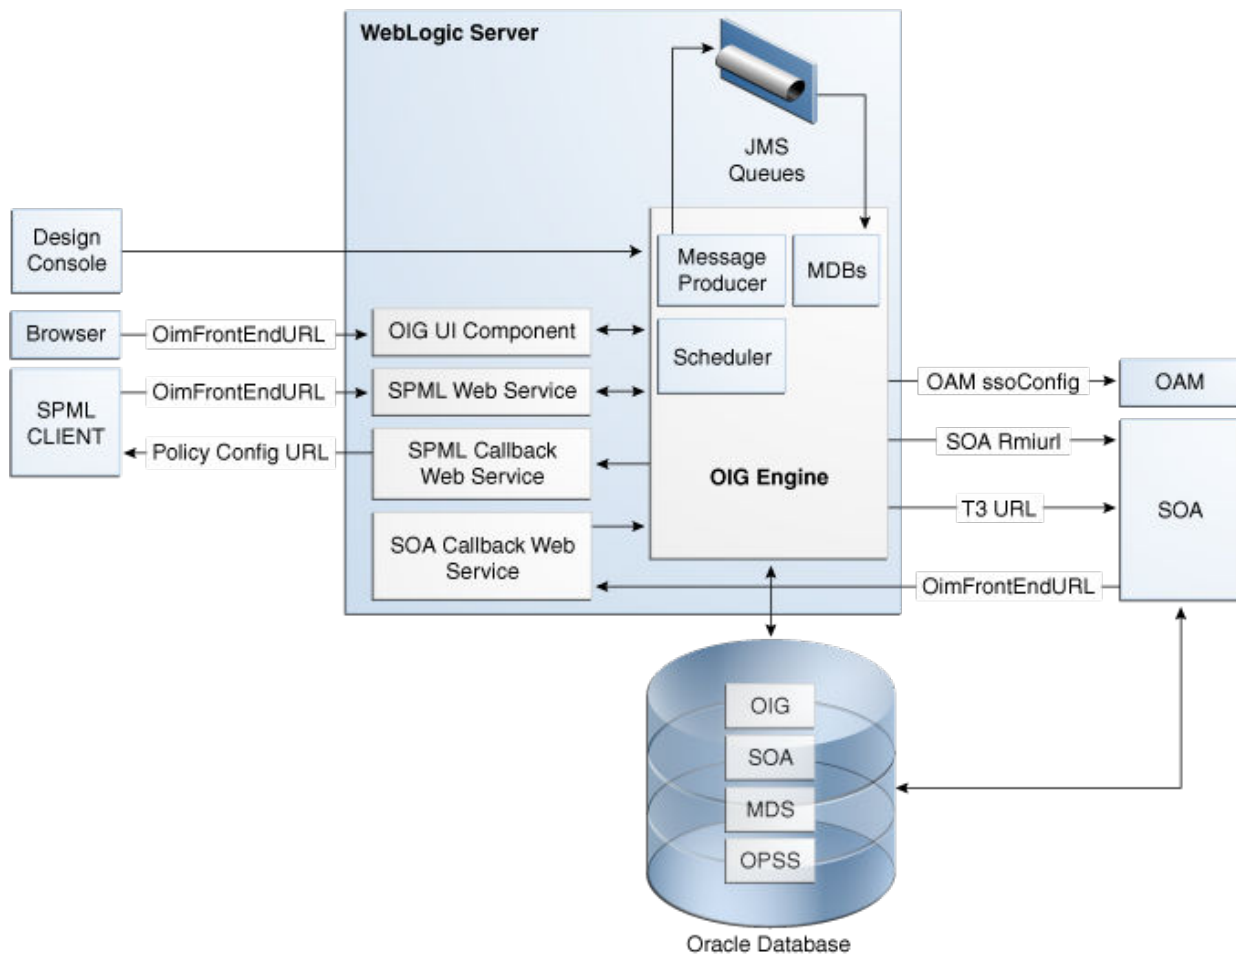 WebLogic Server
JMS
Queues
Design
Console
Message
Producer
MDBs
Browser
OimFrontEndURL
OIG UI Component
Scheduler
SPML
CLIENT
OimFrontEndURL
SPML Web Service
OAM ssoConfig
OAM
Policy Config URL
SPML Callback
Web Service
OIG Engine
SOA Rmiurl
T3 URL
SOA
SOA Callback Web
Service
OimFrontEndURL
OIG
SOA
MDS
OPSS
Oracle Database